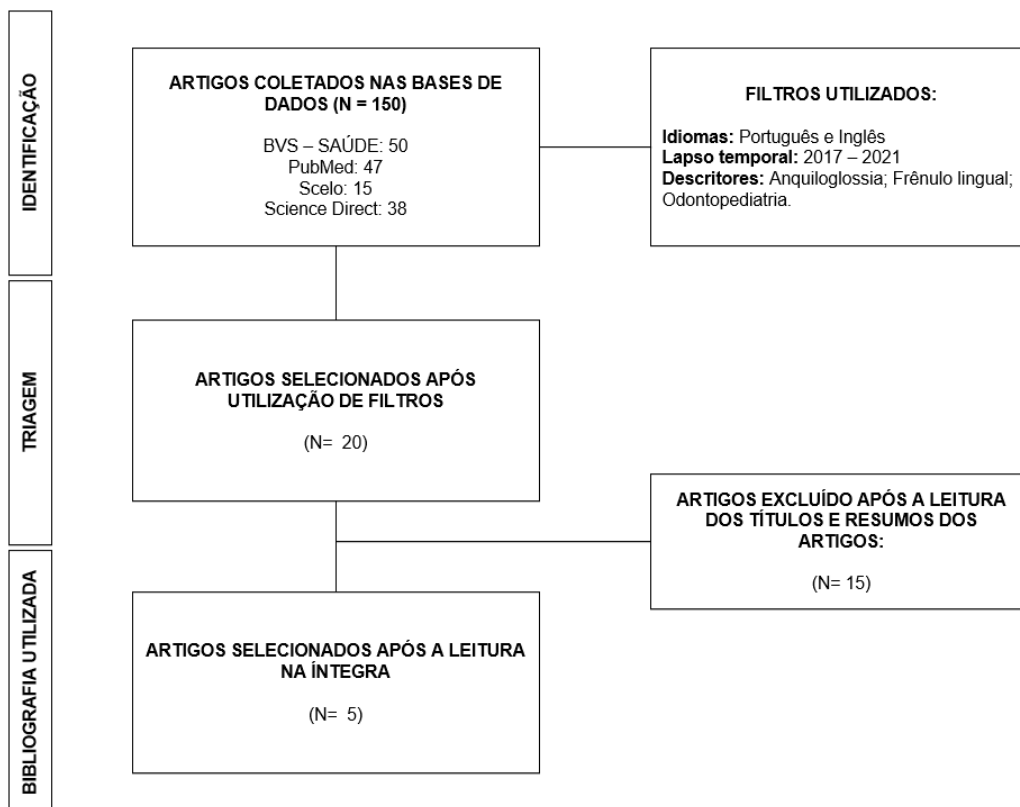 IDENTIFICAÇÃO
ARTIGOS COLETADOS NAS BASES DE
DADOS (N = 150)
BVS – SAÚDE: 50
PubMed: 47
Scelo: 15
Science Direct: 38
FILTROS UTILIZADOS:
Idiomas: Português e Inglês
Lapso temporal: 2017 – 2021
Descritores: Anquiloglossia; Frênulo lingual;
Odontopediatria.
TRIAGEM
ARTIGOS SELECIONADOS APÓS
UTILIZAÇÃO DE FILTROS
(N= 20)
ARTIGOS EXCLUÍDO APÓS A LEITURA
DOS TÍTULOS E RESUMOS DOS
ARTIGOS:
(N= 15)
BIBLIOGRAFIA UTILIZADA
ARTIGOS SELECIONADOS APÓS A LEITURA
NA ÍNTEGRA
(N= 5)